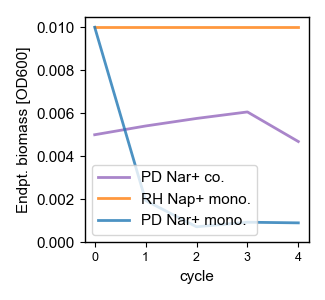 Endpt. biomass [OD600]
0.010
0.008
0.006
0.004
0.002
0.000
PD Nar+ co.
RH Nap+ mono.
PD Nar+ mono.
0 1 2 3 4
cycle